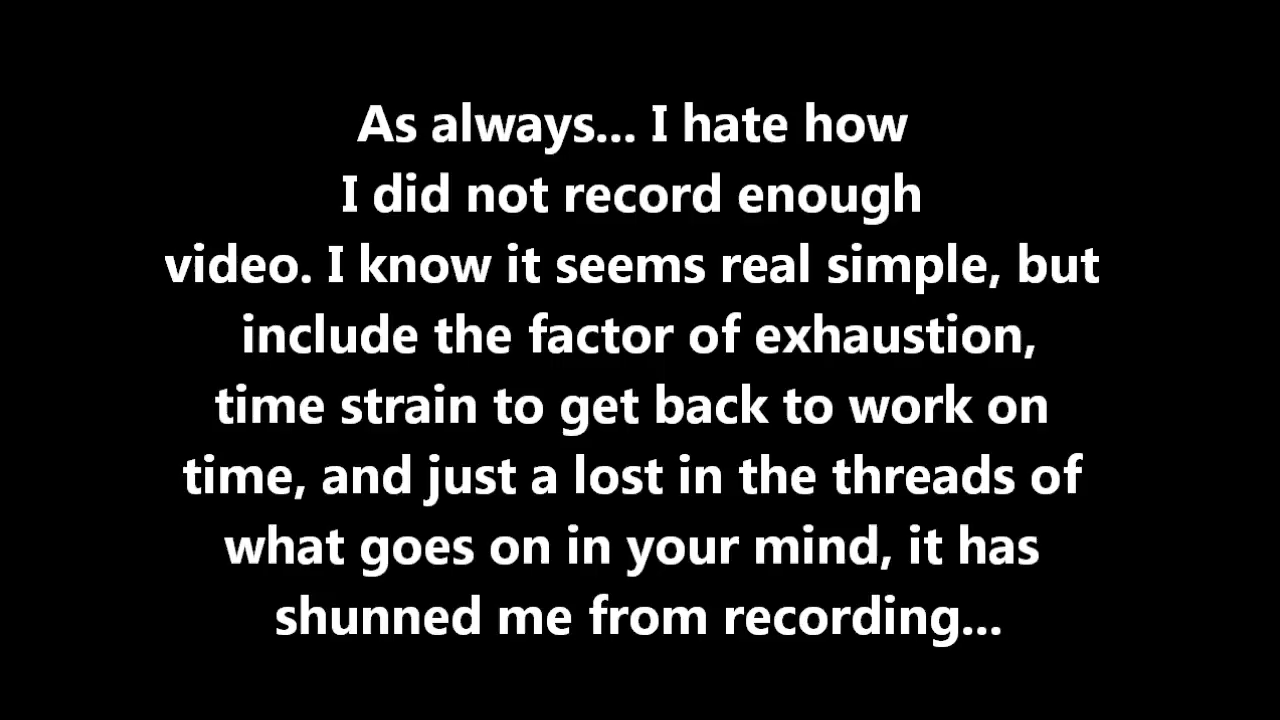 As always... I hate how
I did not record enough
video. I know it seems real simple, but
include the factor of exhaustion,
time strain to get back to work on
time, and just a lost in the threads of
what goes on in your mind, it has
shunned me from recording...